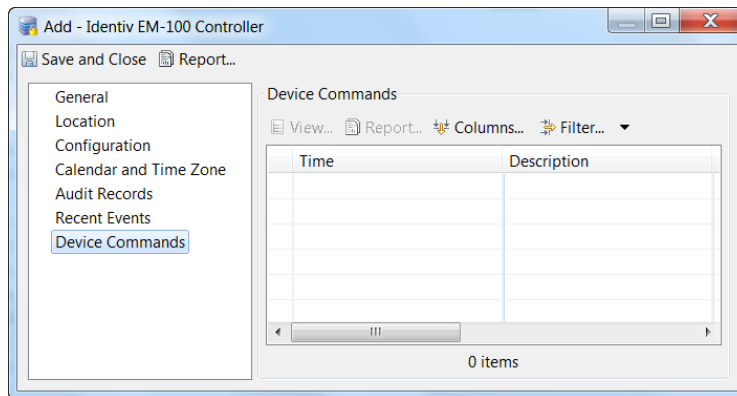 Add - Identiv EM-100 Controller
Save and Close Report...
General
Location
Configuration
Calendar and Time Zone
Audit Records
Recent Events
Device Commands
Device Commands
View... Report... Columns... Filter...
Time Description
0 items